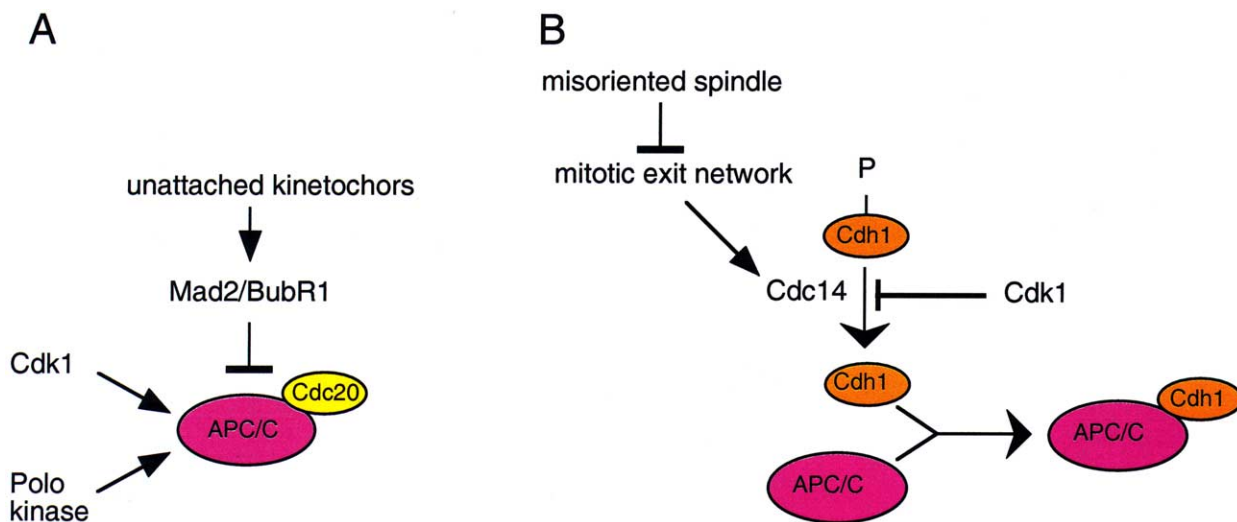 A
unattached kinetochors
Mad2/BubR1
Cdk1
Cdc20
APC/C
Polo
kinase
B
misoriented spindle
mitotic exit network
P
Cdh1
Cdc14
Cdk1
Cdh1
APC/C
Cdh1
APC/C